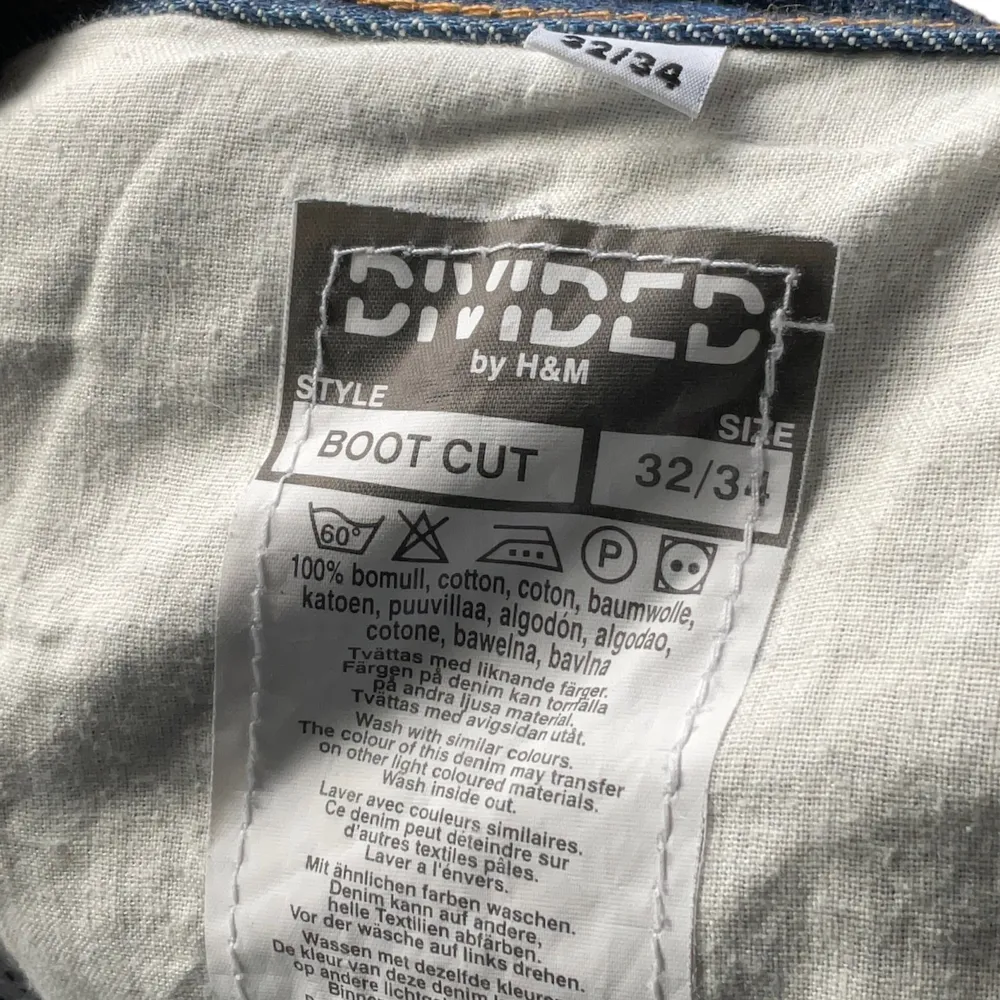 32/34
DIVIDED
by H&M
STYLE
SIZE
BOOT CUT
32/34
60°
P
100% bomull, cotton, coton, baumwolle,
katoen, puuvillaa, algodón, algodao,
cotone, bawelna, bavlna
Tvättas med liknande färger.
Färgen på denim kan tornfälla
på andra ljusa material.
Tvättas med avigsidan utåt.
Wash with similar colours.
The colour of this denim may transfer
on other light coloured materials.
Wash inside out.
Laver avec couleurs similaires.
Ce denim peut déteindre sur
d'autres textiles pâles.
Laver a l'énvers.
Mit ähnlichen farben waschen.
Denim kann auf andere,
helle Textilien abfärben.
Vor der wäsche auf links drehen.
Wassen met dezelfde kleuren
De kleur van deze denim
op andere